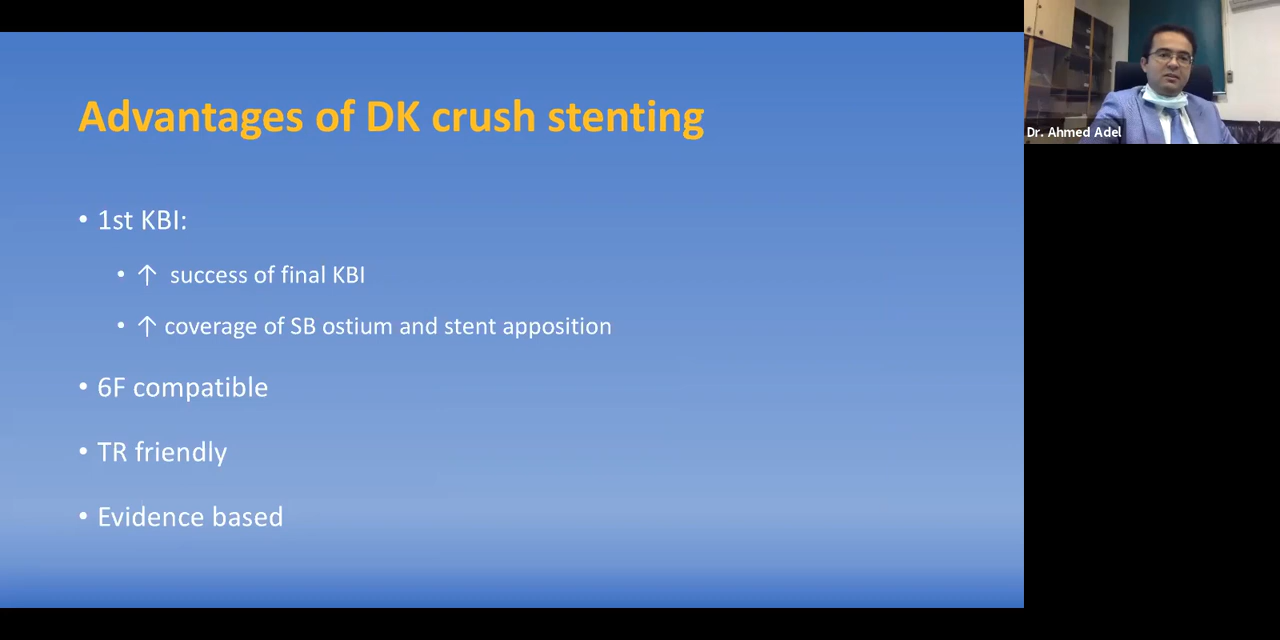 Advantages of DK crush stenting
• 1st KBI:
• ↑ success of final KBI
• ↑ coverage of SB ostium and stent apposition
• 6F compatible
• TR friendly
• Evidence based
Dr. Ahmed Adel